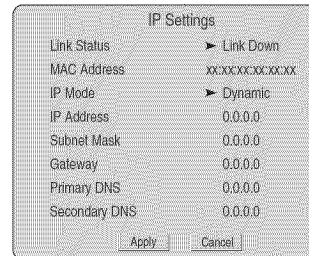 IP Settings
Link Status ► Link Down
MAC Address xx:xx:xx:xx:xx:xx
IP Mode ► Dynamic
IP Address 0.0.0.0
Subnet Mask 0.0.0.0
Gateway 0.0.0.0
Primary DNS 0.0.0.0
Secondary DNS 0.0.0.0
Apply Cancel